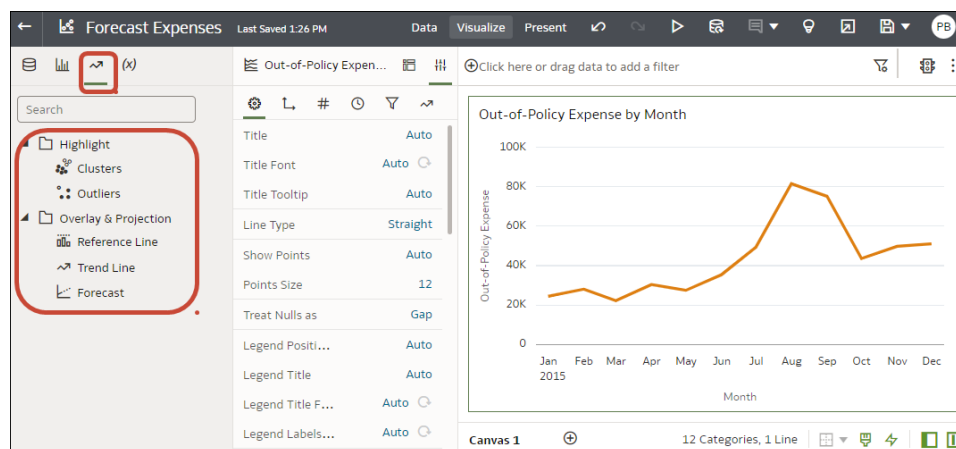 Forecast Expenses Last Saved 1:26 PM Data Visualize Present PB
(x)
Search
Highlight
Clusters
Outliers
Overlay & Projection
Reference Line
Trend Line
Forecast
Out-of-Policy Expen...
#
Title Auto
Title Font Auto
Title Tooltip Auto
Line Type Straight
Show Points Auto
Points Size 12
Treat Nulls as Gap
Legend Positi... Auto
Legend Title Auto
Legend Title F... Auto
Legend Labels... Auto
Click here or drag data to add a filter
Out-of-Policy Expense by Month
Out-of-Policy Expense
100K
80K
60K
40K
20K
0
Jan Feb Mar Apr May Jun Jul Aug Sep Oct Nov Dec
2015
Month
Canvas 1 12 Categories, 1 Line